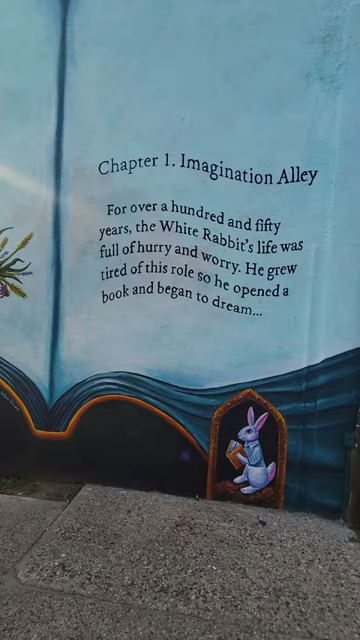 Chapter 1. Imagination Alley
For over a hundred and fifty
years, the White Rabbit's life was
full of hurry and worry. He grew
tired of this role so he opened a
book and began to dream...